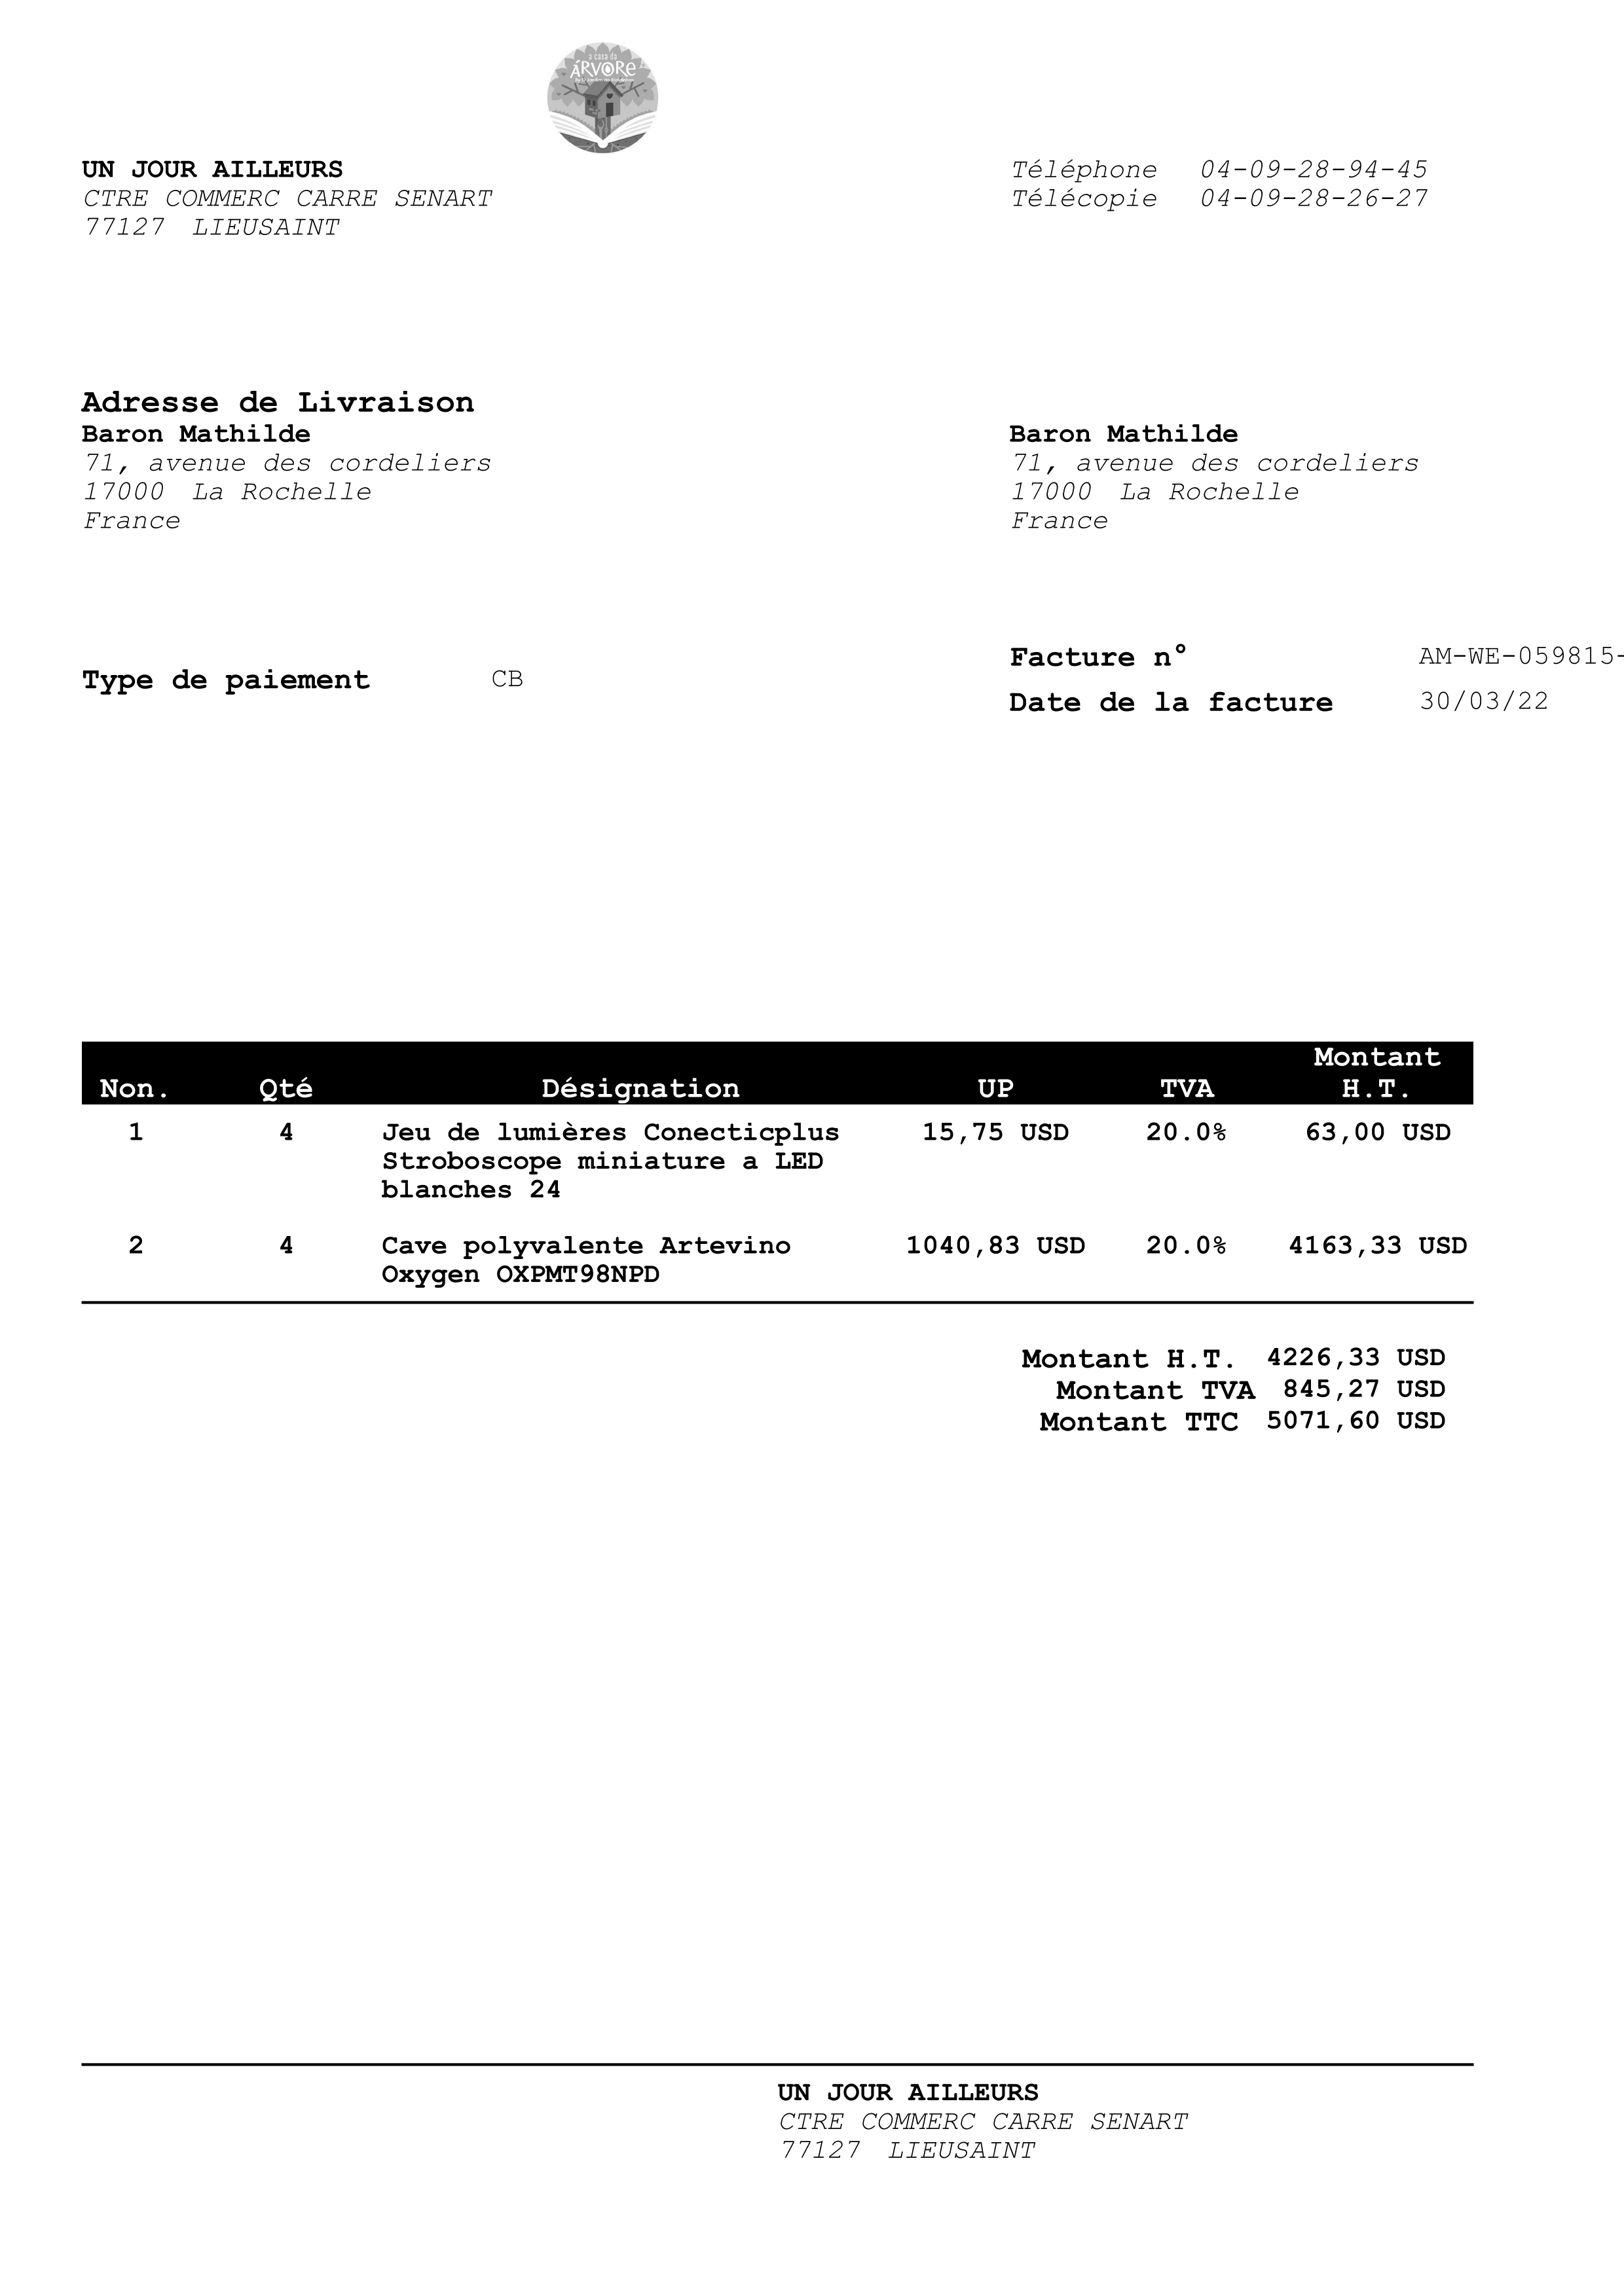 a casa da
ÁRVORe
UN JOUR AILLEURS
CTRE COMMERC CARRE SENART
77127 LIEUSAINT
Téléphone 04-09-28-94-45
Télécopie 04-09-28-26-27
Adresse de Livraison
Baron Mathilde
71, avenue des cordeliers
17000 La Rochelle
France
Baron Mathilde
71, avenue des cordeliers
17000 La Rochelle
France
Type de paiement CB
Facture n° AM-WE-059815-
Date de la facture 30/03/22
Non. Qté Désignation UP TVA Montant H.T.
1 4 Jeu de lumières Conecticplus 15,75 USD 20.0% 63,00 USD
Stroboscope miniature a LED
blanches 24
2 4 Cave polyvalente Artevino 1040,83 USD 20.0% 4163,33 USD
Oxygen OXPMT98NPD
Montant H.T. 4226,33 USD
Montant TVA 845,27 USD
Montant TTC 5071,60 USD
UN JOUR AILLEURS
CTRE COMMERC CARRE SENART
77127 LIEUSAINT